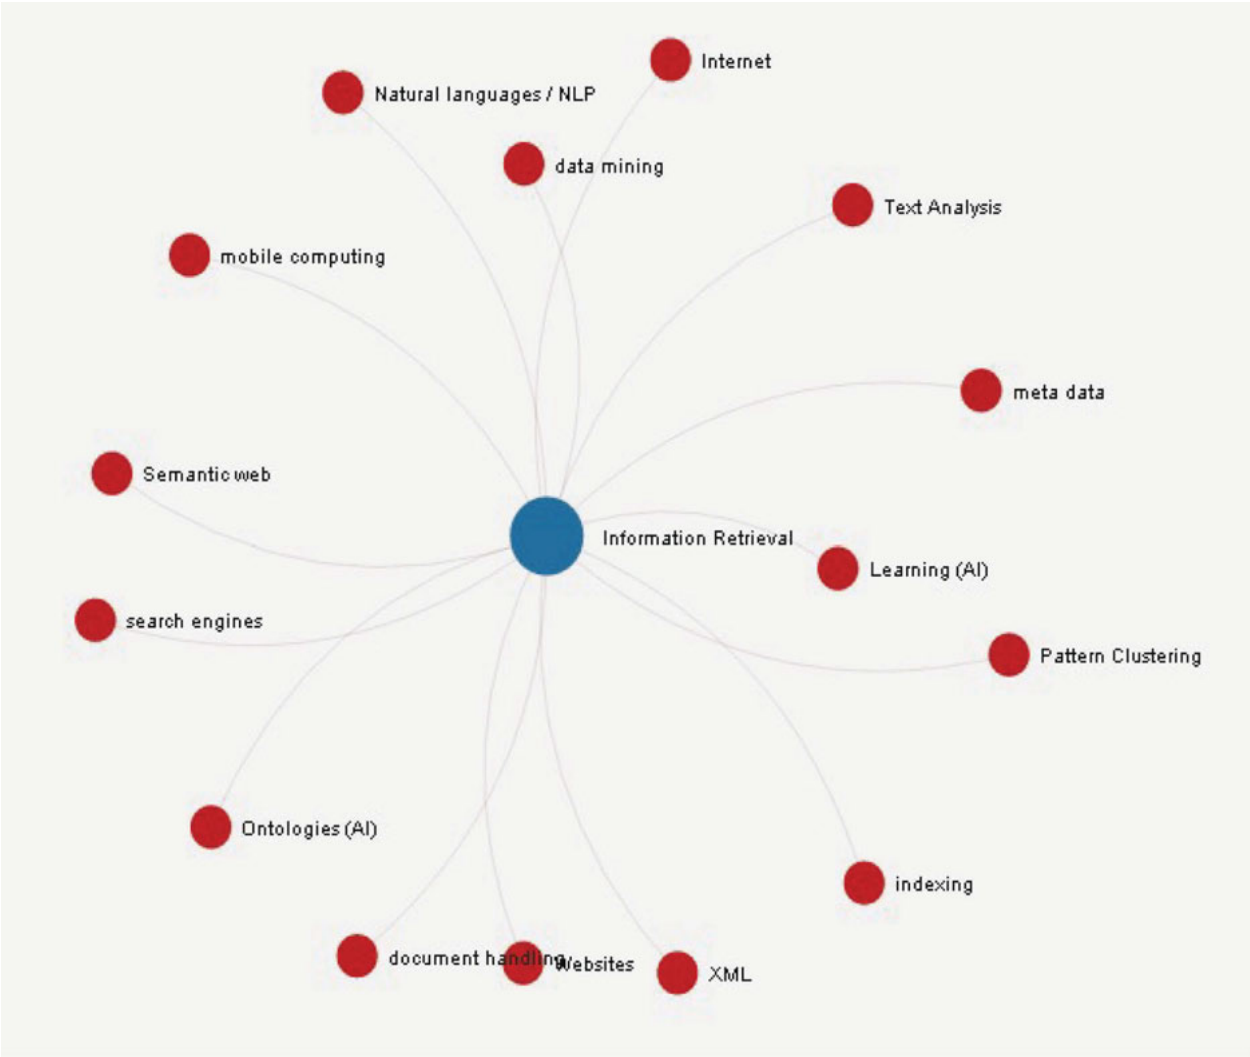 Internet
Natural languages / NLP
data mining
Text Analysis
mobile computing
meta data
Semantic web
Information Retrieval
Learning (AI)
search engines
Pattern Clustering
Ontologies (AI)
indexing
document handling
Websites
XML